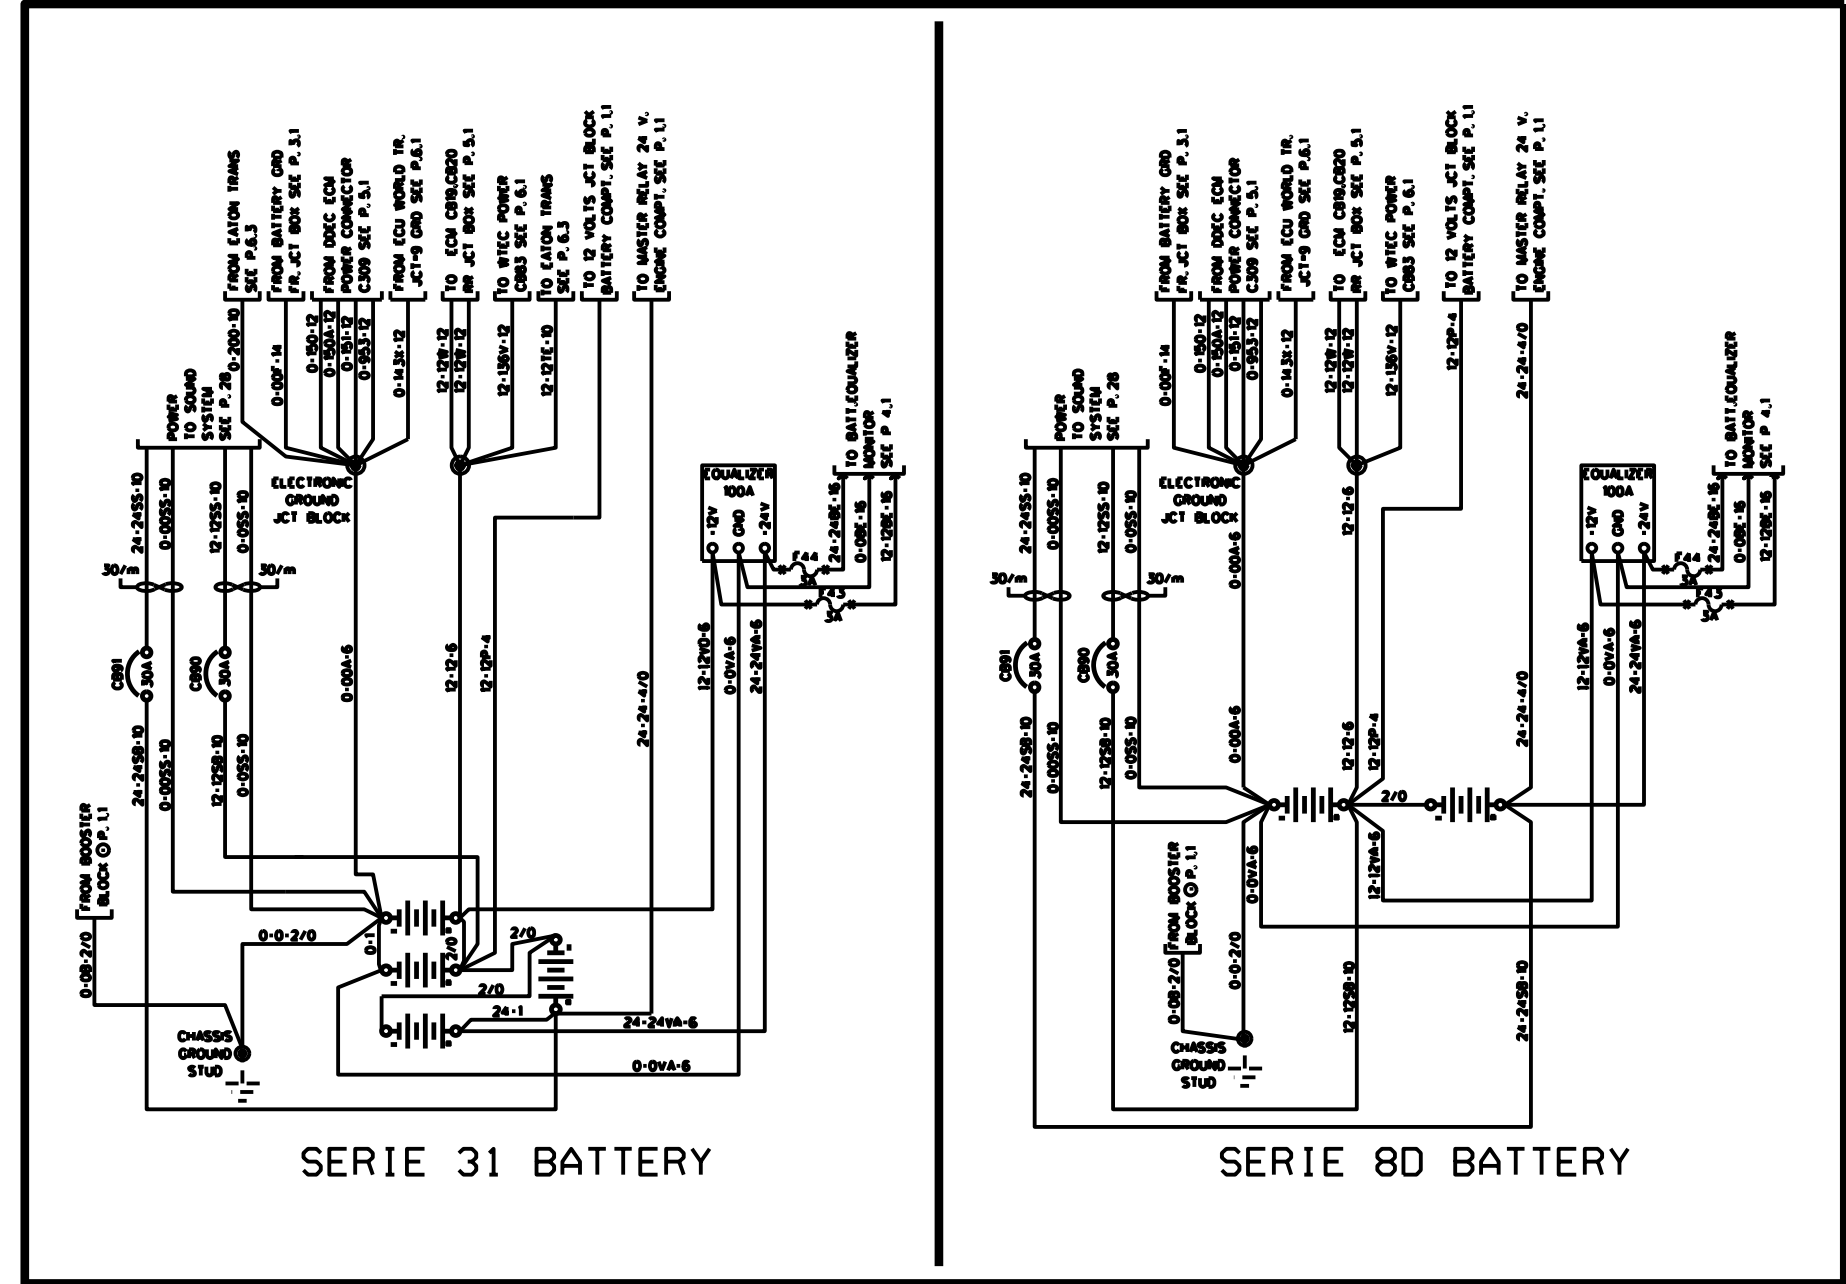 FROM EATON TRANS
SEE P.6.3
FROM BATTERY GRD
FR. JCT BOX SEE P. 3.1
FROM DDEC ECM
POWER CONNECTOR
C309 SEE P. 5.1
FROM ECU WORLD TR.
JCT-9 GRD SEE P.6.1
TO ECM CB19,CB20
RR JCT BOX SEE P. 5.1
TO WTEC POWER
CB83 SEE P. 6.1
TO EATON TRANS
SEE P. 6.3
TO 12 VOLTS JCT BLOCK
BATTERY COMPT. SEE P. 1.1
TO MASTER RELAY 24 V.
ENGINE COMPT. SEE P. 1.1
0-200-10
0-00F-14
0-150-12
0-150A-12
0-151-12
0-953-12
0-143X-12
12-12W-12
12-12W-12
12-136V-12
12-12TE-10
POWER
TO SOUND
SYSTEM
SEE P. 28
TO BATT.EQUALIZER
MONITOR
SEE P 4.1
24-24SS-10
0-00SS-10
12-12SS-10
0-0SS-10
ELECTRONIC
GROUND
JCT BLOCK
EQUALIZER
100A
-12V
GND
-24V
24-24BE-16
0-0BE-16
12-12BE-16
F44
5A
F43
5A
30/m
30/m
CB91
30A
CB90
30A
0-00A-6
12-12-6
12-12P-4
24-24-4/0
12-12VD-6
0-0VA-6
24-24VA-6
24-24SB-10
0-00SS-10
12-12SB-10
0-0SS-10
FROM BOOSTER
BLOCK P. 1.1
0-0B-2/0
0-0-2/0
0-1
2/0
2/0
2/0
24-1
24-24VA-6
0-0VA-6
CHASSIS
GROUND
STUD
SERIE 31 BATTERY
FROM BATTERY GRD
FR. JCT BOX SEE P. 3.1
FROM DDEC ECM
POWER CONNECTOR
C309 SEE P. 5.1
FROM ECU WORLD TR.
JCT-9 GRD SEE P.6.1
TO ECM CB19,CB20
RR JCT BOX SEE P. 5.1
TO WTEC POWER
CB83 SEE P. 6.1
TO 12 VOLTS JCT BLOCK
BATTERY COMPT. SEE P. 1.1
TO MASTER RELAY 24 V.
ENGINE COMPT. SEE P. 1.1
0-00F-14
0-150-12
0-150A-12
0-151-12
0-953-12
0-143X-12
12-12W-12
12-12W-12
12-136V-12
12-12P-4
24-24-4/0
POWER
TO SOUND
SYSTEM
SEE P. 28
TO BATT.EQUALIZER
MONITOR
SEE P 4.1
24-24SS-10
0-00SS-10
12-12SS-10
0-0SS-10
ELECTRONIC
GROUND
JCT BLOCK
0-00A-6
12-12-6
EQUALIZER
100A
-12V
GND
-24V
24-24BE-16
0-0BE-16
12-12BE-16
F44
5A
F43
5A
30/m
30/m
CB91
30A
CB90
30A
12-12VA-6
0-0VA-6
24-24VA-6
24-24SB-10
0-00SS-10
12-12SB-10
0-0SS-10
0-00A-6
12-12-6
12-12P-4
24-24-4/0
2/0
FROM BOOSTER
BLOCK P. 1.1
0-0VA-6
12-12VA-6
0-0B-2/0
0-0-2/0
12-12SB-10
24-24SB-10
CHASSIS
GROUND
STUD
SERIE 8D BATTERY